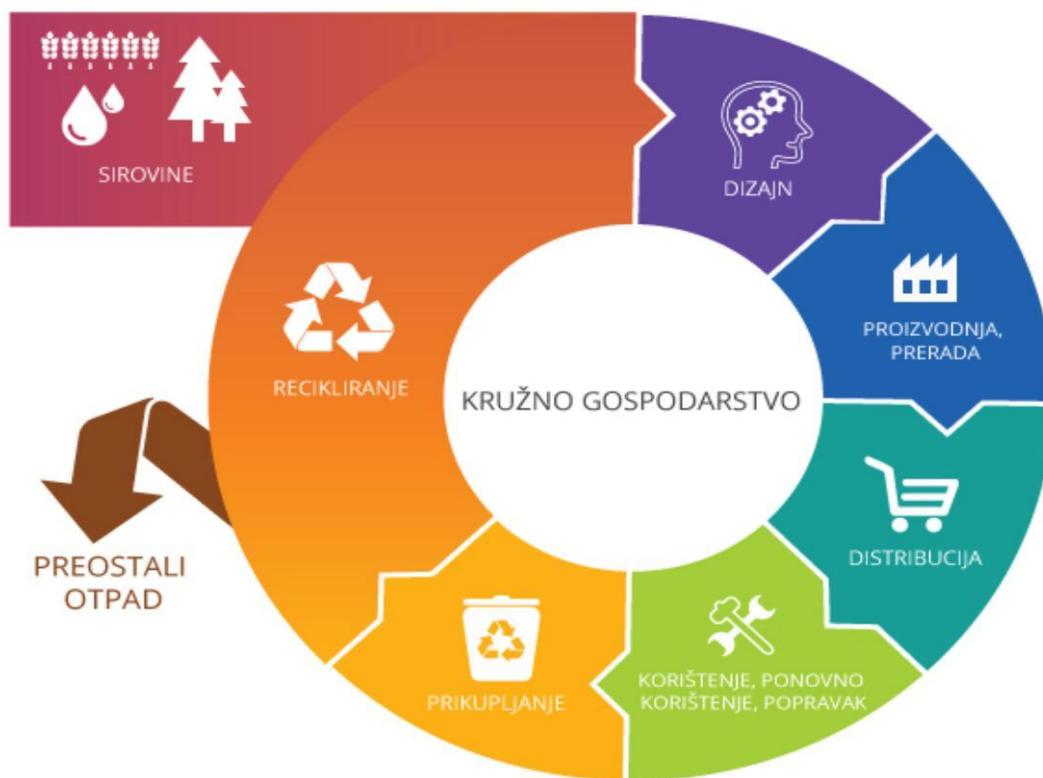 SIROVINE
DIZAJN
PROIZVODNJA,
PRERADA
RECIKLIRANJE
KRUŽNO GOSPODARSTVO
DISTRIBUCIJA
PREOSTALI
OTPAD
KORIŠTENJE, PONOVNO
KORIŠTENJE, POPRAVAK
PRIKUPLJANJE